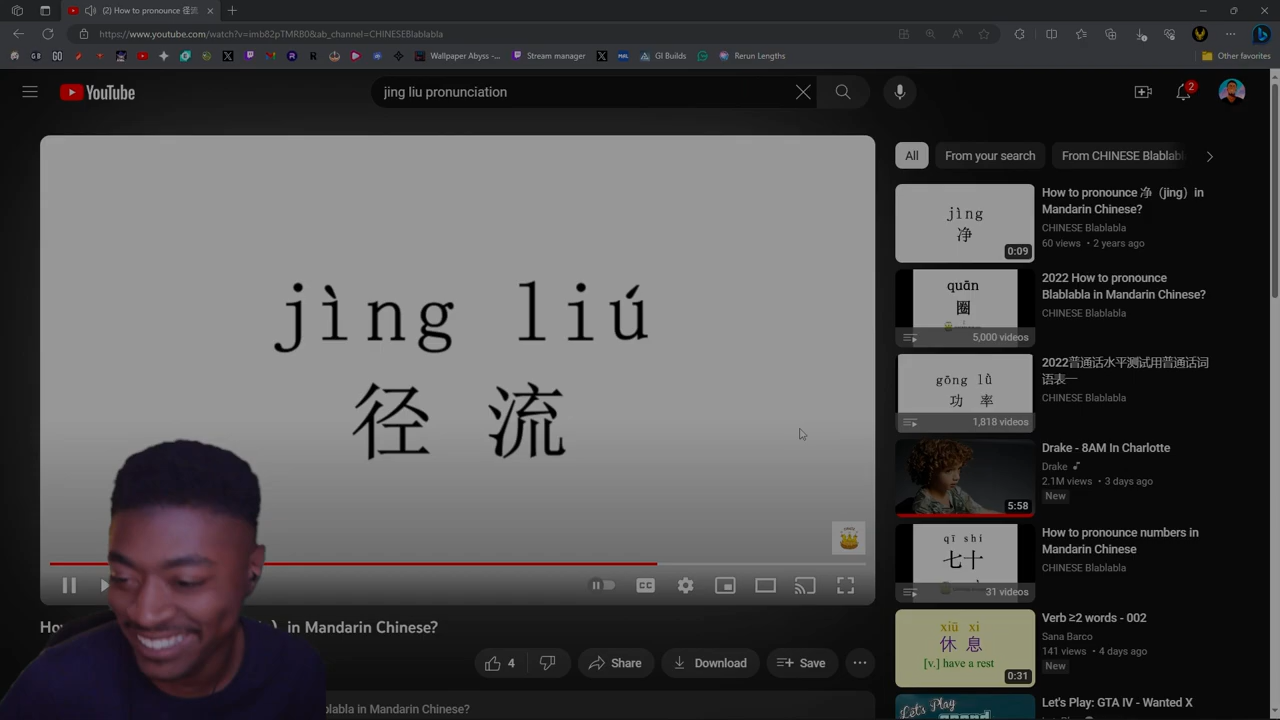 (2) How to pronounce 径流
https://www.youtube.com/watch?v=imb82pTMR80&ab_channel=CHINESEBlablabla
Wallpaper Abyss -...
Stream manager
GI Builds
Rerun Lengths
Other favorites
YouTube
jing liu pronunciation
2
jìng liú
径 流
in Mandarin Chinese?
4
Share
Download
Save
blabla in Mandarin Chinese?
All
From your search
From CHINESE Blablabl
jìng
净
0:09
How to pronounce 净（jing）in
Mandarin Chinese?
CHINESE Blablabla
60 views • 2 years ago
quān
圈
5,000 videos
2022 How to pronounce
Blablabla in Mandarin Chinese?
CHINESE Blablabla
gōng lǜ
功 率
1,818 videos
2022普通话水平测试用普通话词
语表一
CHINESE Blablabla
5:58
Drake - 8AM In Charlotte
Drake
2.1M views • 3 days ago
New
qī shí
七十
31 videos
How to pronounce numbers in
Mandarin Chinese
CHINESE Blablabla
xiū xi
休 息
[v.] have a rest
0:31
Verb ≥2 words - 002
Sana Barco
141 views • 4 days ago
New
Let's Play
Let's Play: GTA IV - Wanted X